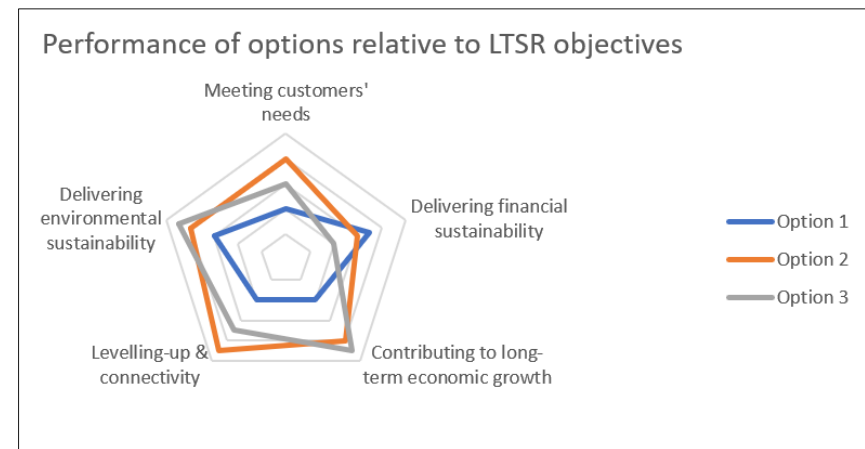 Performance of options relative to LTSR objectives
Meeting customers'
needs
Delivering
environmental
sustainability
Delivering financial
sustainability
Option 1
Option 2
Option 3
Levelling-up &
connectivity
Contributing to long-
term economic growth